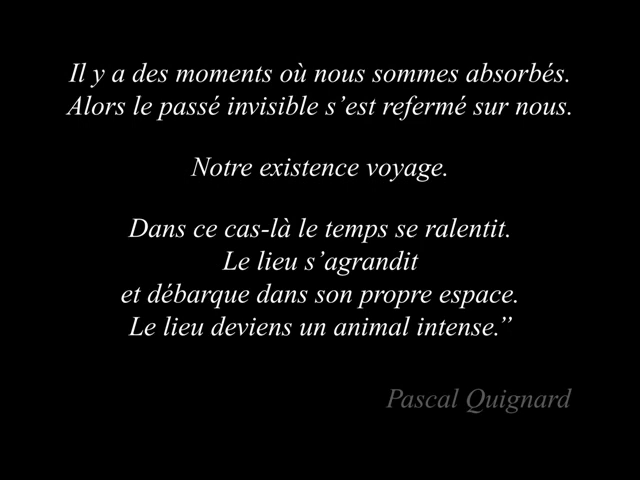 Il y a des moments où nous sommes absorbés.
Alors le passé invisible s’est refermé sur nous.
Notre existence voyage.
Dans ce cas-là le temps se ralentit.
Le lieu s’agrandit
et débarque dans son propre espace.
Le lieu deviens un animal intense.”
Pascal Quignard